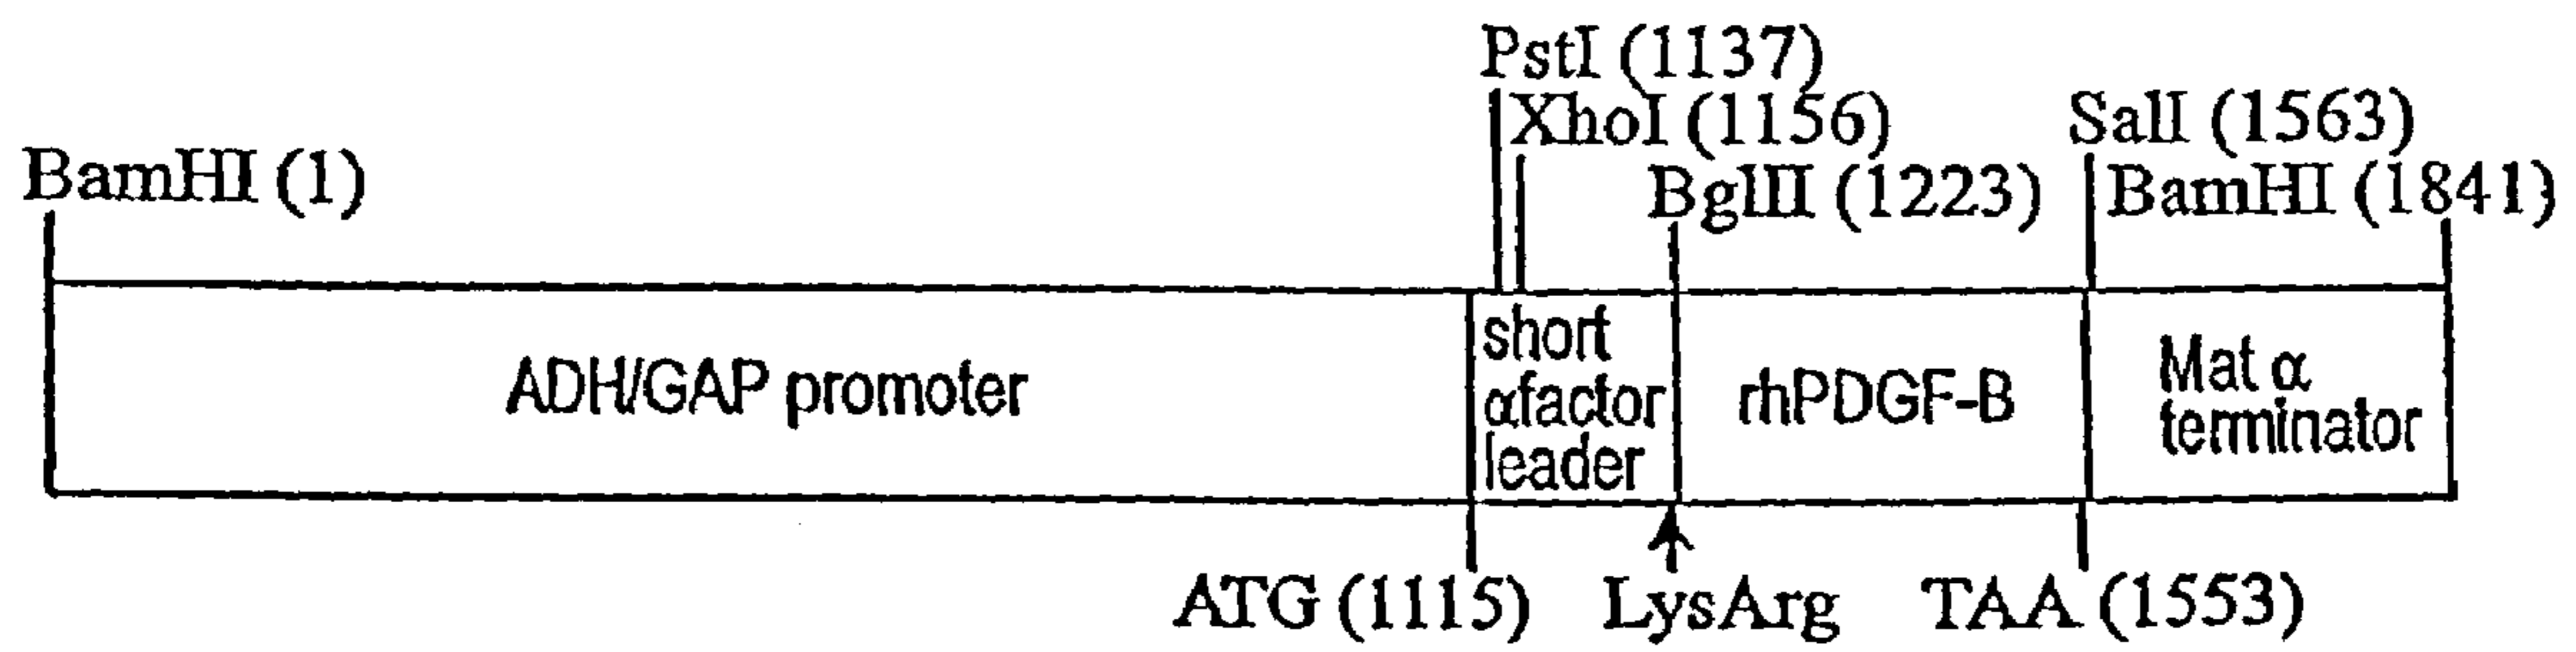 PstI (1137)
XhoI (1156)
SalI (1563)
BamHI (1)
BglII (1223)
BamHI (1841)
ADH/GAP promoter
short
αfactor
leader
rhPDGF-B
Mat α
terminator
ATG (1115)
LysArg
TAA (1553)